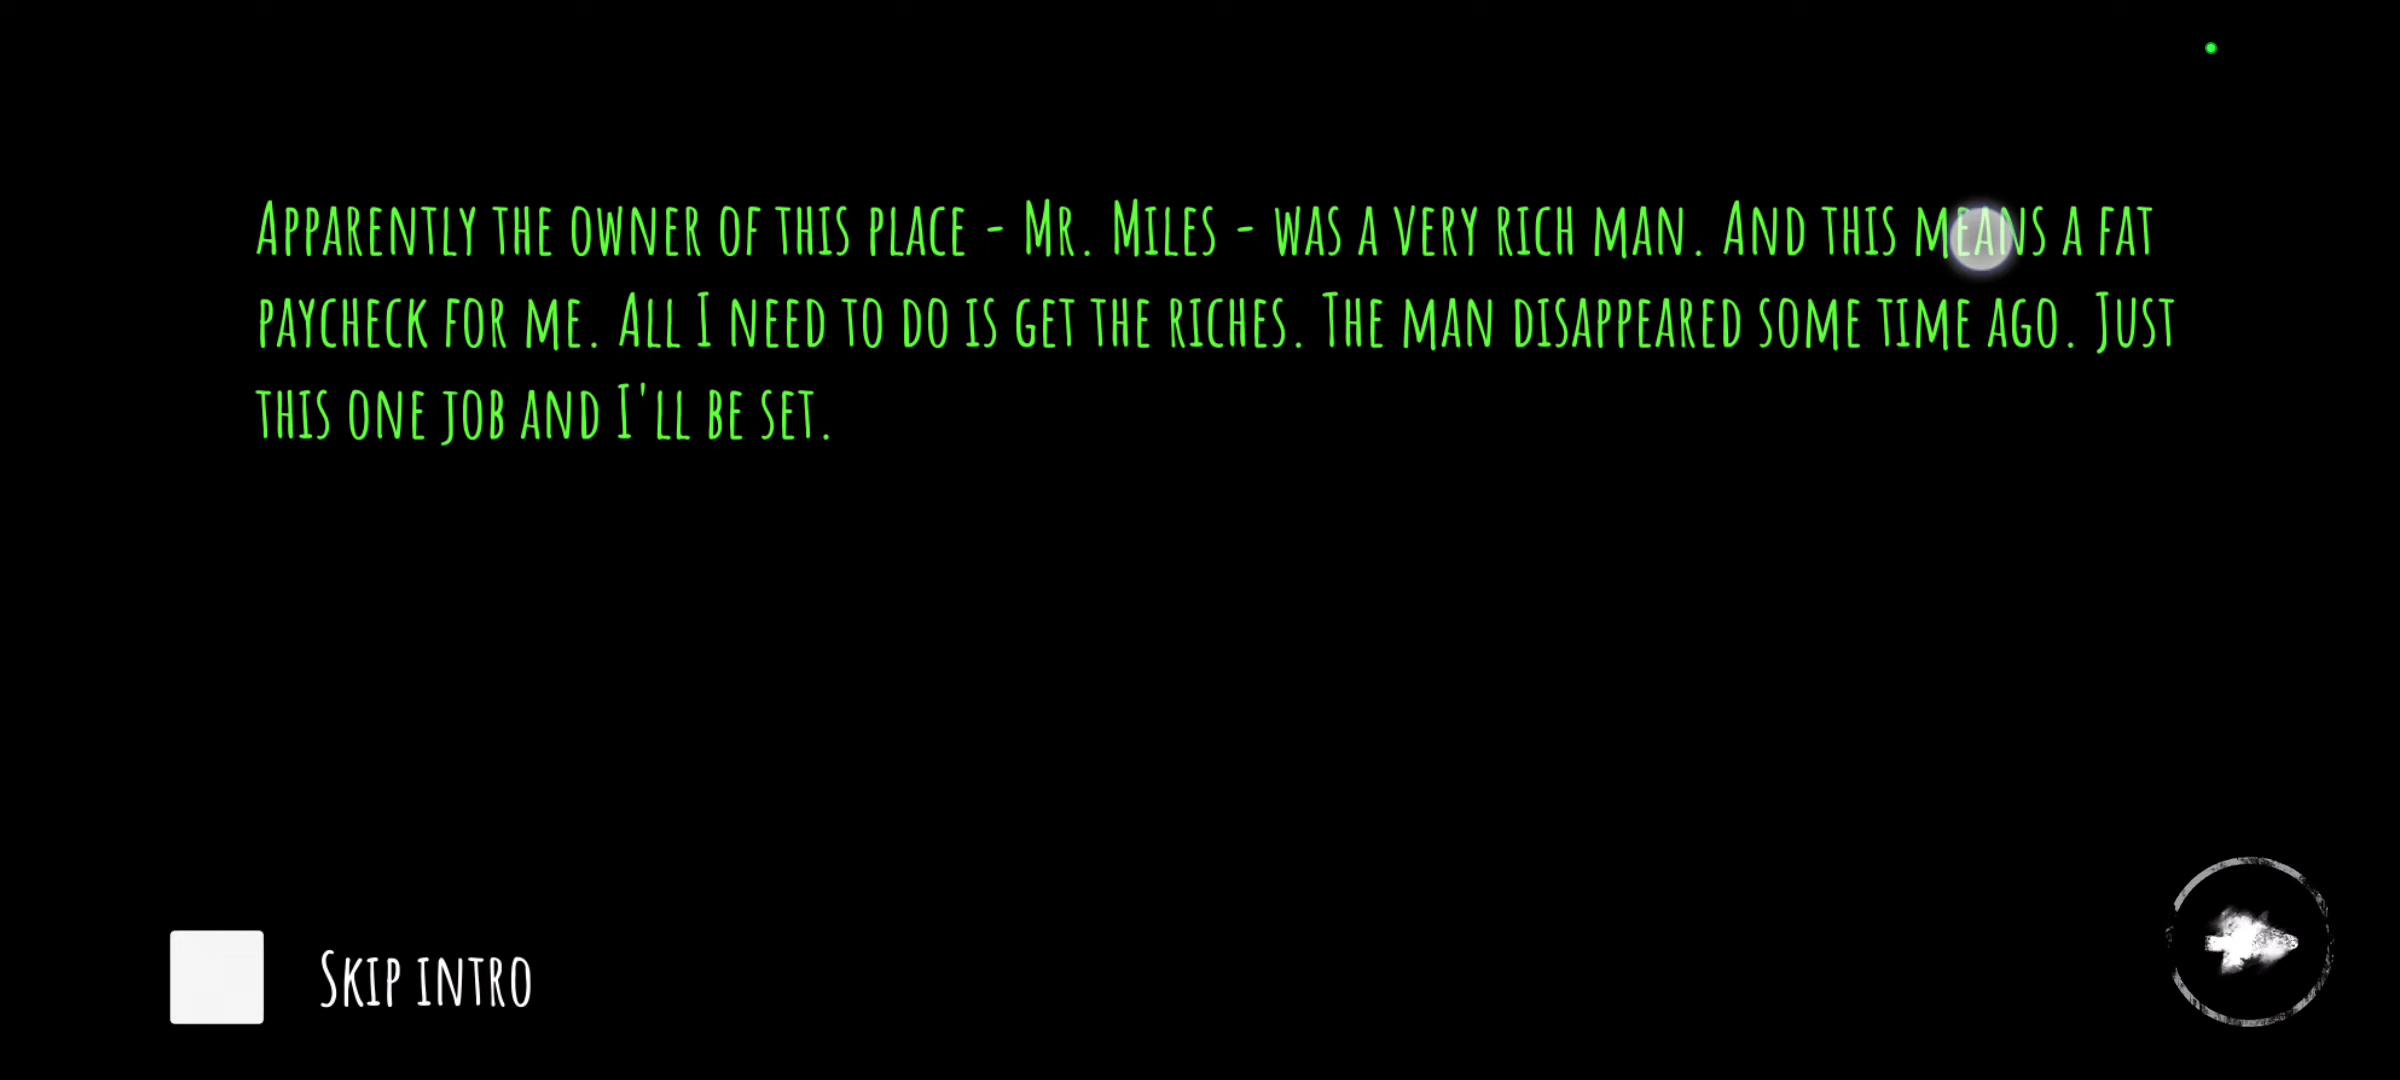 Apparently the owner of this place - Mr. Miles - was a very rich man. And this means a fat
paycheck for me. All I need to do is get the riches. The man disappeared some time ago. Just
this one job and I'll be set.
Skip intro